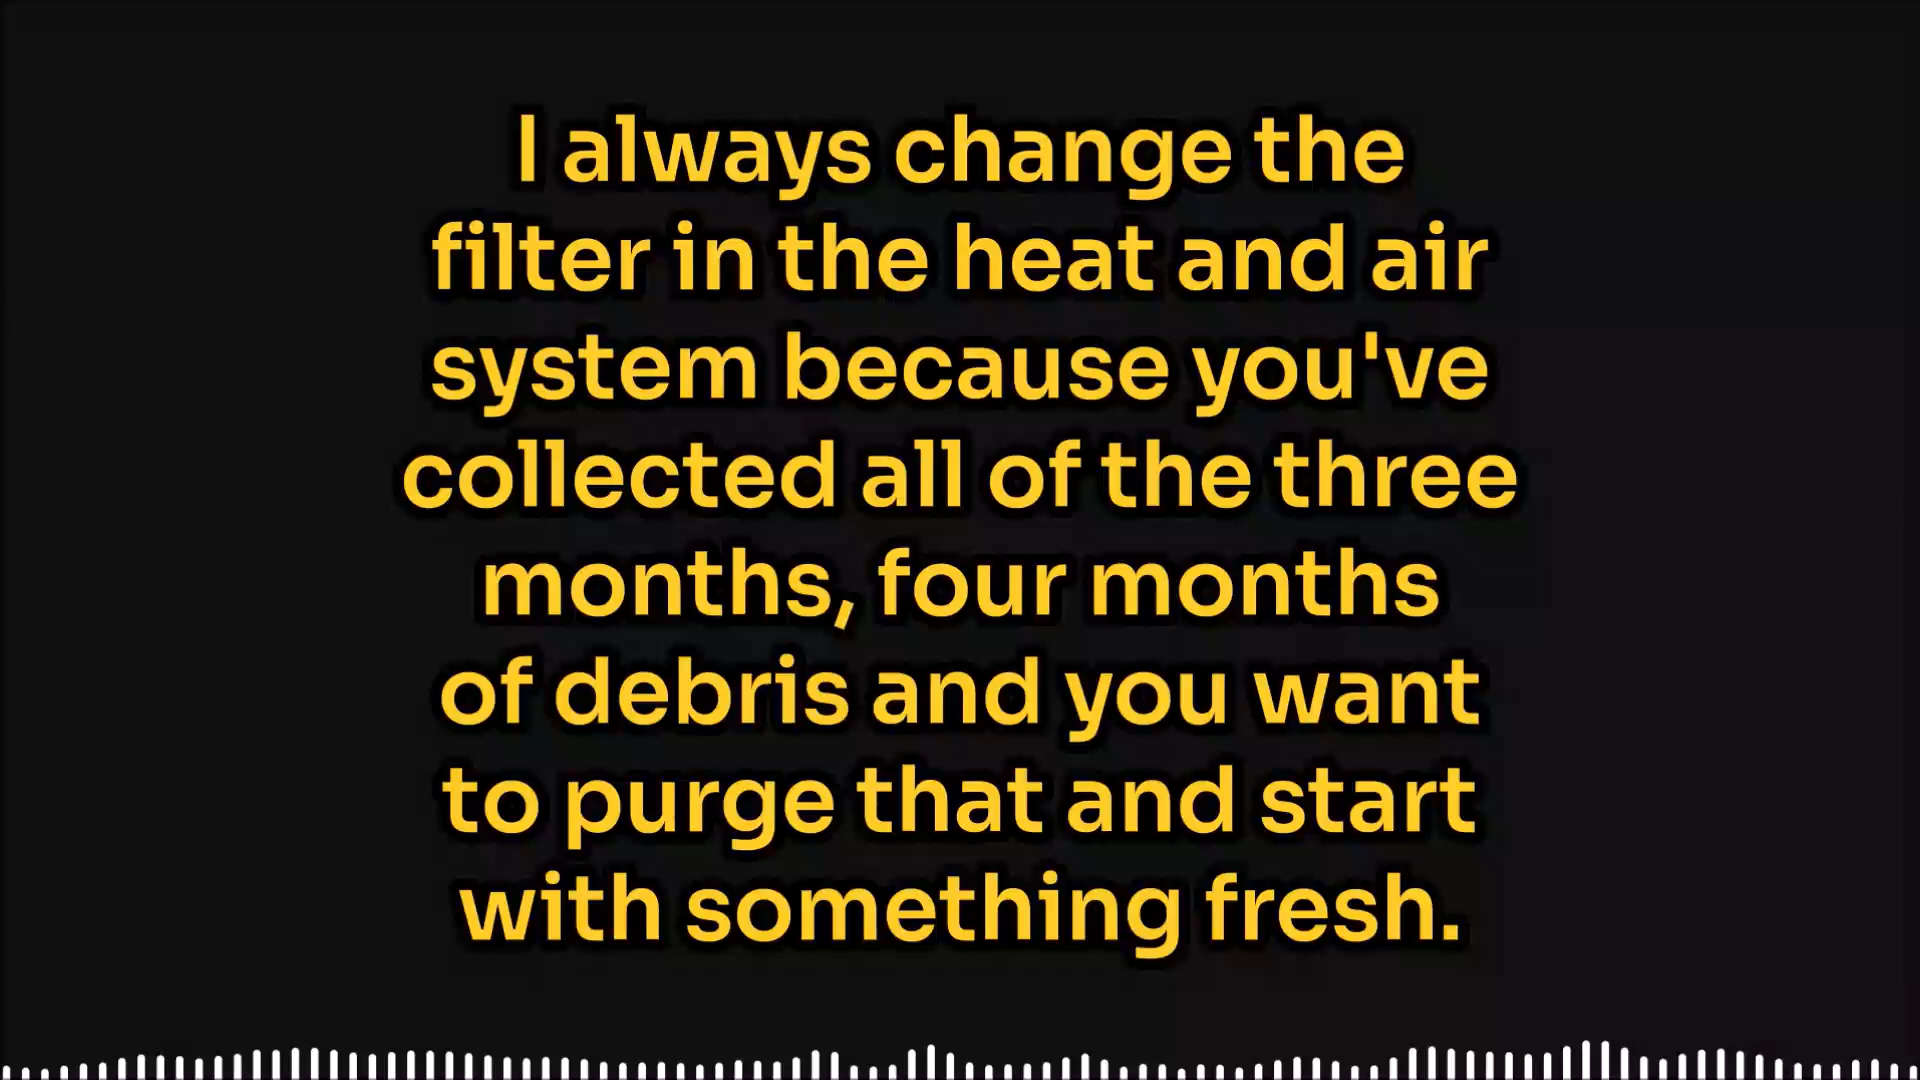 I always change the
filter in the heat and air
system because you've
collected all of the three
months, four months
of debris and you want
to purge that and start
with something fresh.